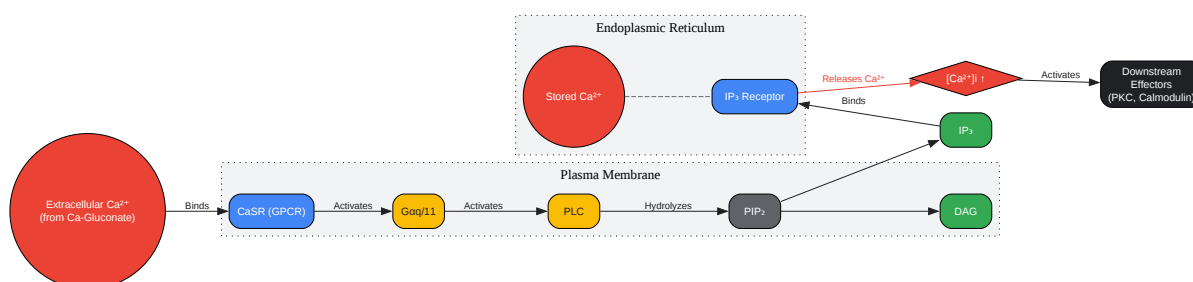 Endoplasmic Reticulum
Stored Ca²⁺
IP₃ Receptor
Releases Ca²⁺
[Ca²⁺]i ↑
Activates
Downstream
Effectors
(PKC, Calmodulin)
Binds
IP₃
Plasma Membrane
Extracellular Ca²⁺
(from Ca-Gluconate)
Binds
CaSR (GPCR)
Activates
Gαq/11
Activates
PLC
Hydrolyzes
PIP₂
DAG